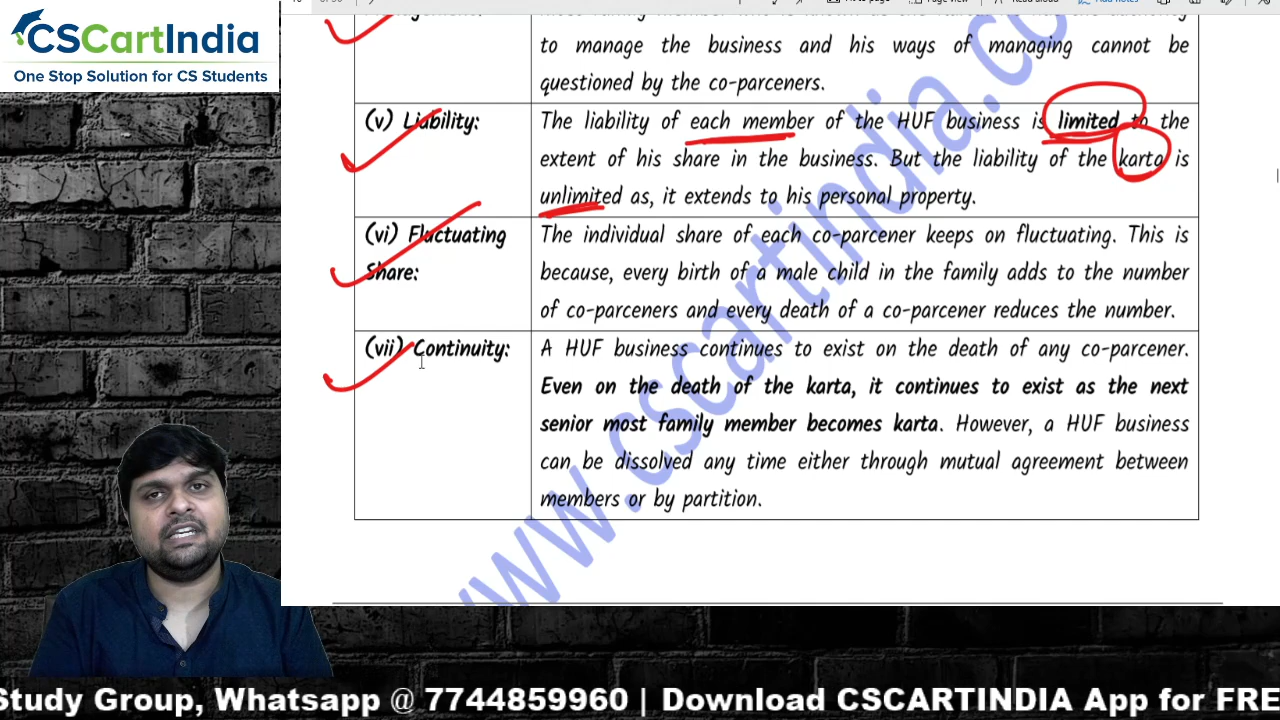 CSCartIndia
One Stop Solution for CS Students
to manage the business and his ways of managing cannot be
questioned by the co-parceners.
(v) Liability:
The liability of each member of the HUF business is limited to the
extent of his share in the business. But the liability of the karta is
unlimited as, it extends to his personal property.
(vi) Fluctuating
Share:
The individual share of each co-parcener keeps on fluctuating. This is
because, every birth of a male child in the family adds to the number
of co-parceners and every death of a co-parcener reduces the number.
(vii) Continuity:
A HUF business continues to exist on the death of any co-parcener.
Even on the death of the karta, it continues to exist as the next
senior most family member becomes karta. However, a HUF business
can be dissolved any time either through mutual agreement between
members or by partition.
www.cscartindia.co
Study Group, Whatsapp @ 7744859960 | Download CSCARTINDIA App for FRE